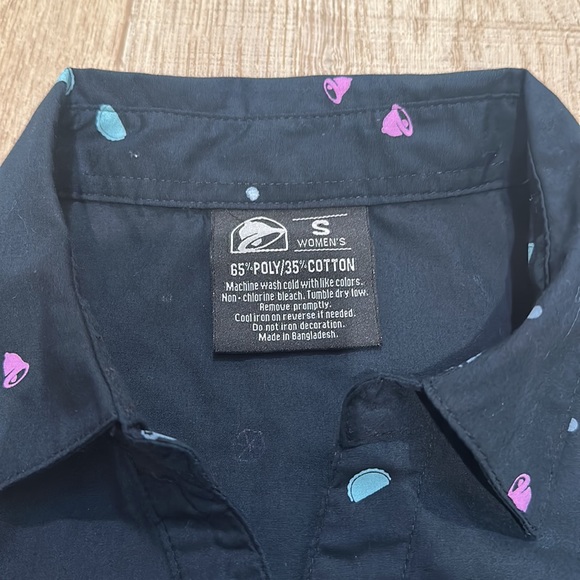 S
WOMEN'S
65%POLY/35%COTTON
Machine wash cold with like colors.
Non-chlorine bleach. Tumble dry low.
Remove promptly.
Cool iron on reverse if needed.
Do not iron decoration.
Made in Bangladesh.